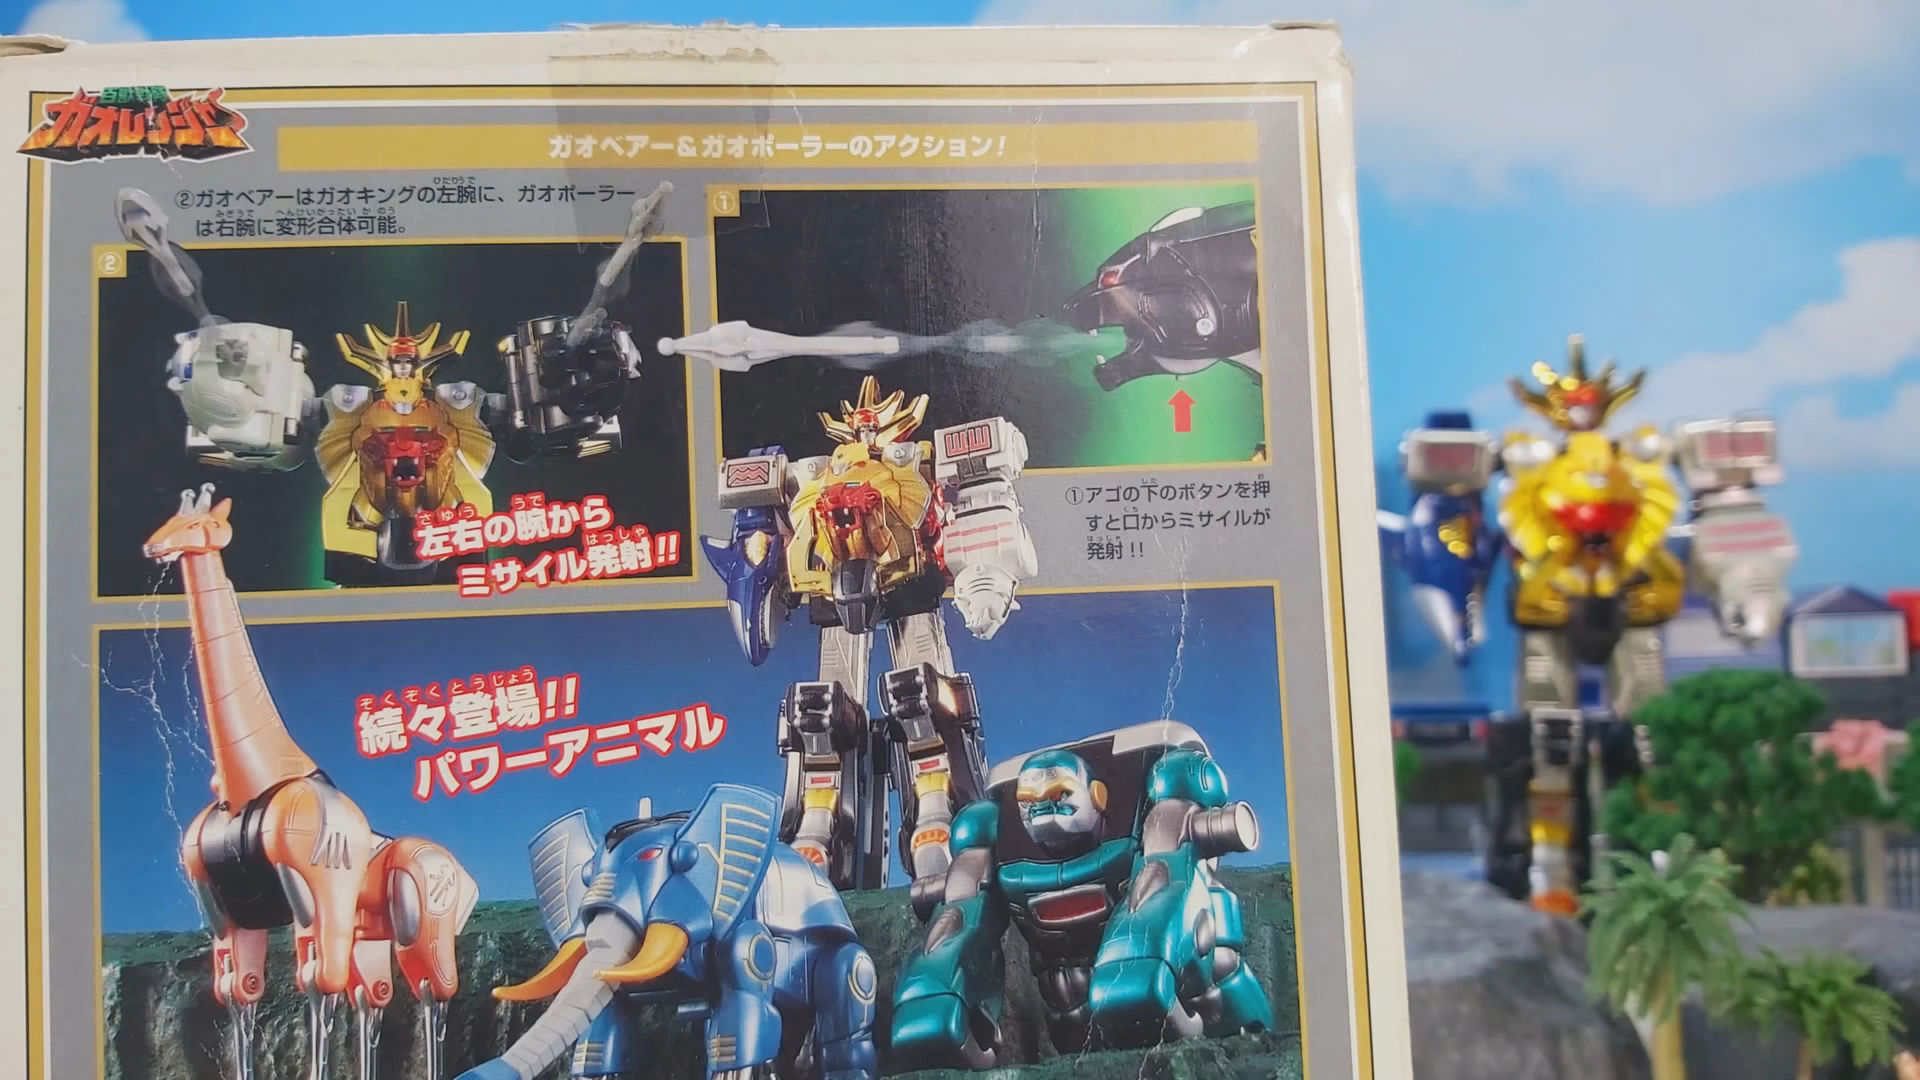 百獣戦隊
ガオレンジャー
ガオベアー&ガオポーラーのアクション!
②ガオベアーはガオキングの左腕に、ガオポーラー
は右腕に変形合体可能。
②
左右の腕から
ミサイル発射!!
①
①アゴの下のボタンを押
すと口からミサイルが
発射!!
続々登場!!
パワーアニマル